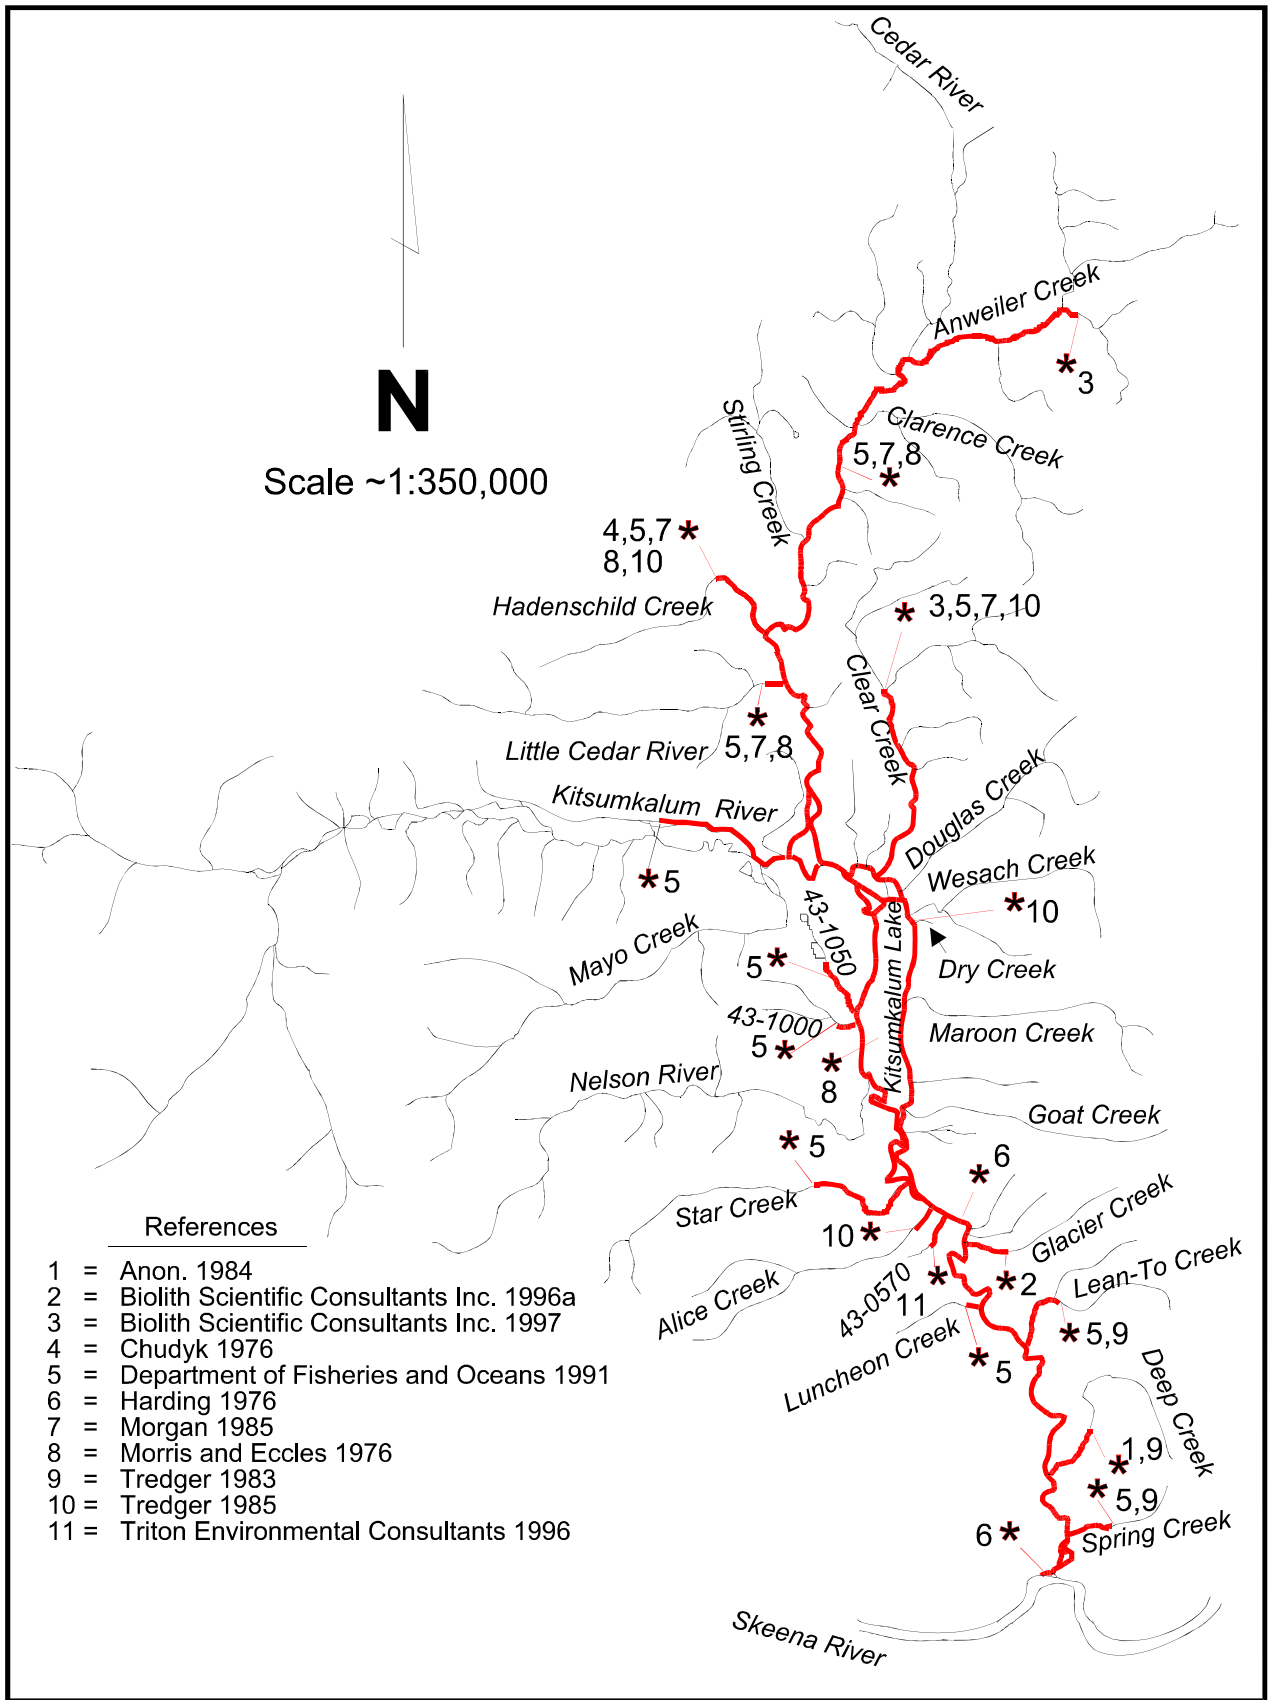 Cedar River
Anweiler Creek
3
N
Scale ~1:350,000
Stirling Creek
Clarence Creek
5,7,8
4,5,7
8,10
Hadenschild Creek
3,5,7,10
Clear Creek
Little Cedar River
5,7,8
Kitsumkalum River
Douglas Creek
Wesach Creek
5
10
43-1050
Kitsumkalum Lake
Mayo Creek
5
Dry Creek
43-1000
5
Maroon Creek
8
Nelson River
Goat Creek
5
6
Star Creek
10
Glacier Creek
43-0570
11
2
Lean-To Creek
Alice Creek
Luncheon Creek
5
5,9
Deep Creek
1,9
5,9
6
Spring Creek
Skeena River
References
1 = Anon. 1984
2 = Biolith Scientific Consultants Inc. 1996a
3 = Biolith Scientific Consultants Inc. 1997
4 = Chudyk 1976
5 = Department of Fisheries and Oceans 1991
6 = Harding 1976
7 = Morgan 1985
8 = Morris and Eccles 1976
9 = Tredger 1983
10 = Tredger 1985
11 = Triton Environmental Consultants 1996